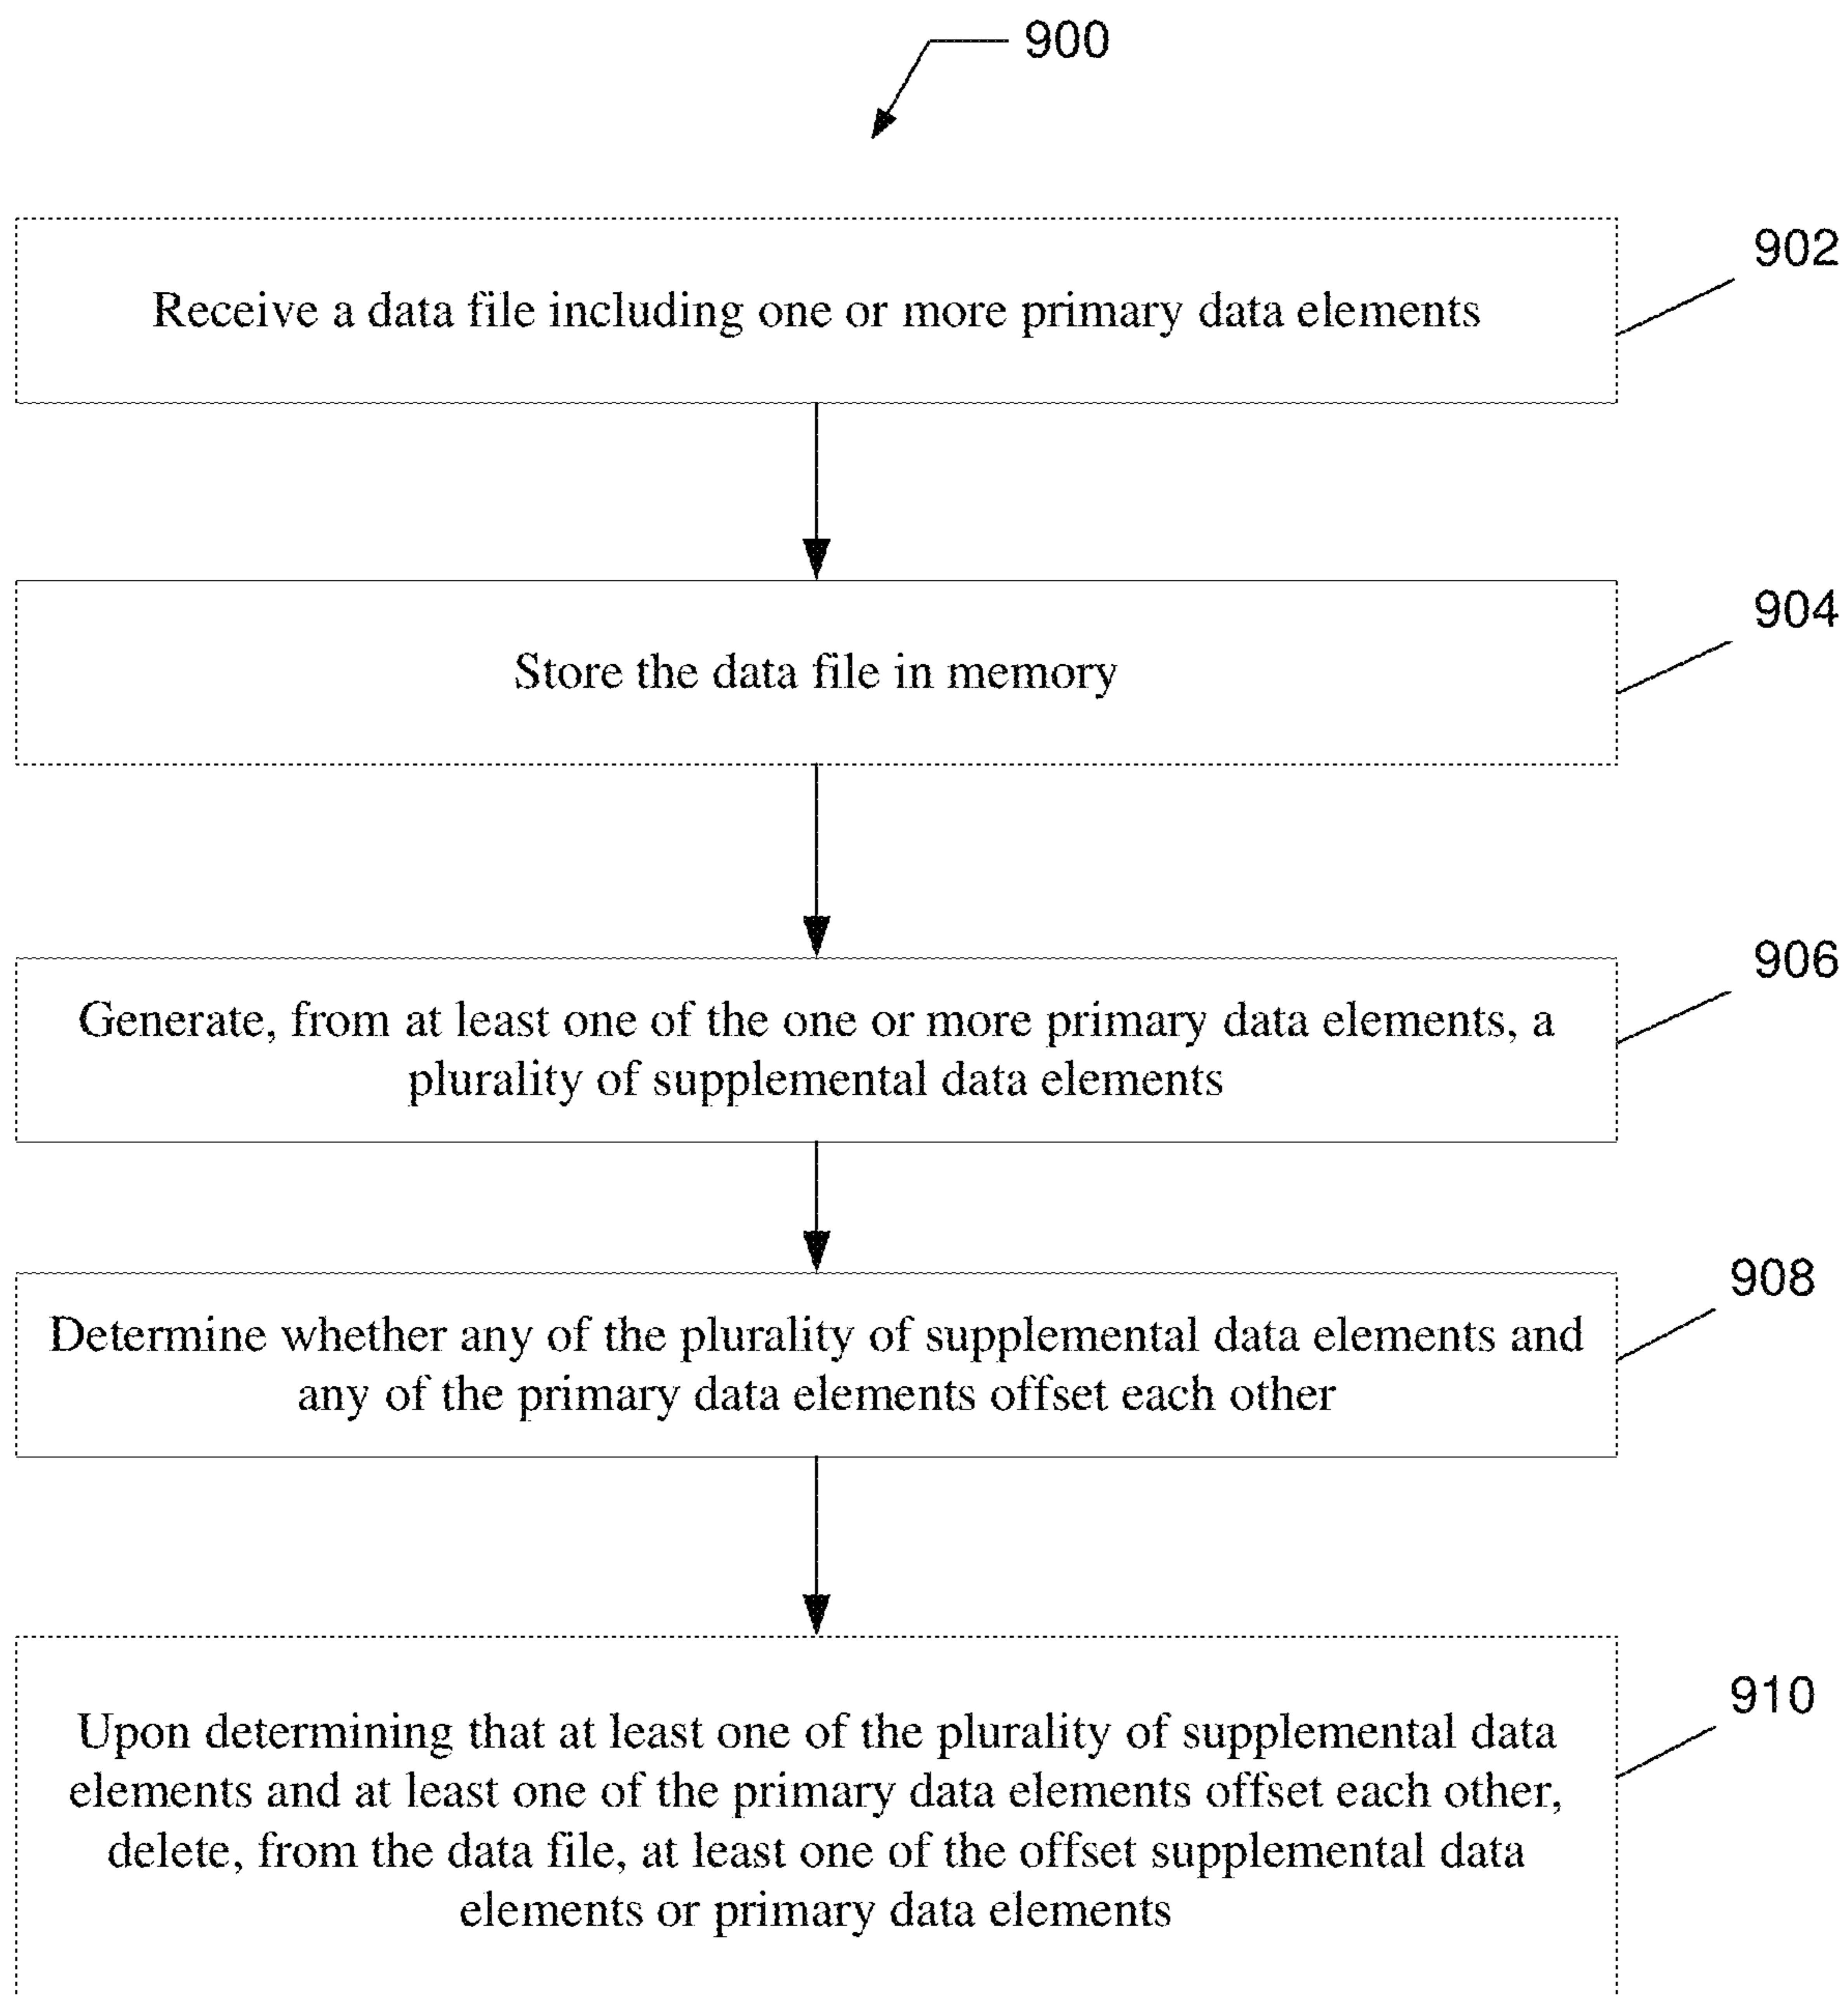 900
902
Receive a data file including one or more primary data elements
904
Store the data file in memory
906
Generate, from at least one of the one or more primary data elements, a
plurality of supplemental data elements
908
Determine whether any of the plurality of supplemental data elements and
any of the primary data elements offset each other
910
Upon determining that at least one of the plurality of supplemental data
elements and at least one of the primary data elements offset each other,
delete, from the data file, at least one of the offset supplemental data
elements or primary data elements